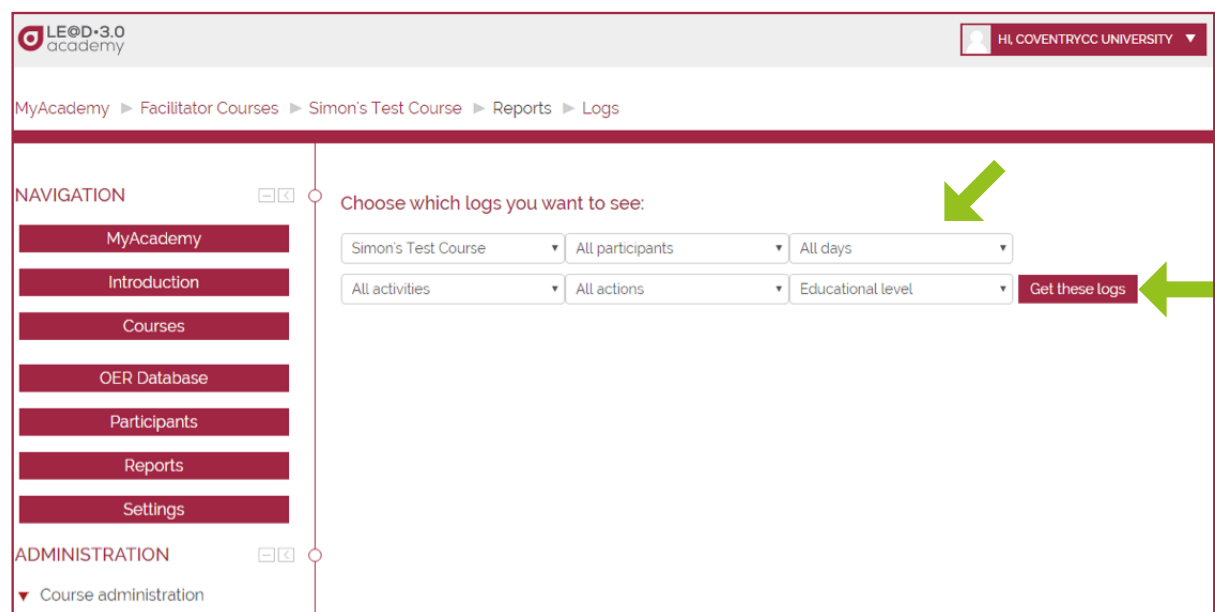 LE@D•3.0
academy
HI, COVENTRYCC UNIVERSITY
MyAcademy Facilitator Courses Simon's Test Course Reports Logs
NAVIGATION
MyAcademy
Introduction
Courses
OER Database
Participants
Reports
Settings
ADMINISTRATION
Course administration
Choose which logs you want to see:
Simon's Test Course All participants All days
All activities All actions Educational level Get these logs